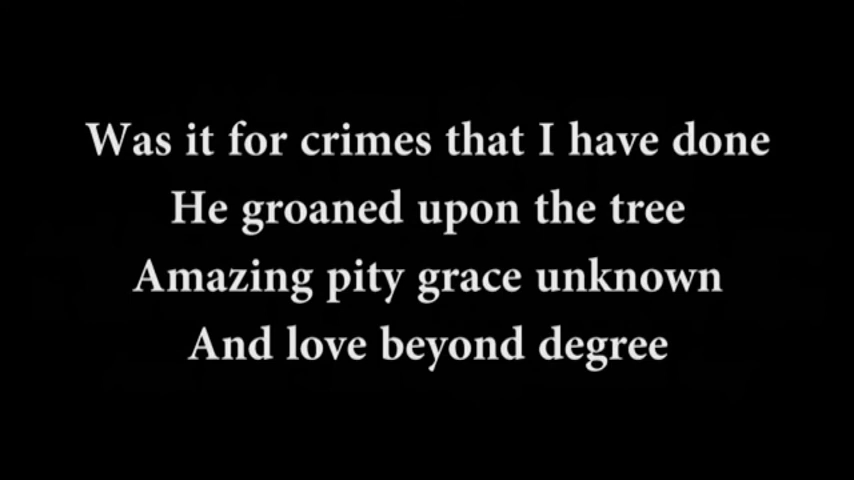 Was it for crimes that I have done
He groaned upon the tree
Amazing pity grace unknown
And love beyond degree